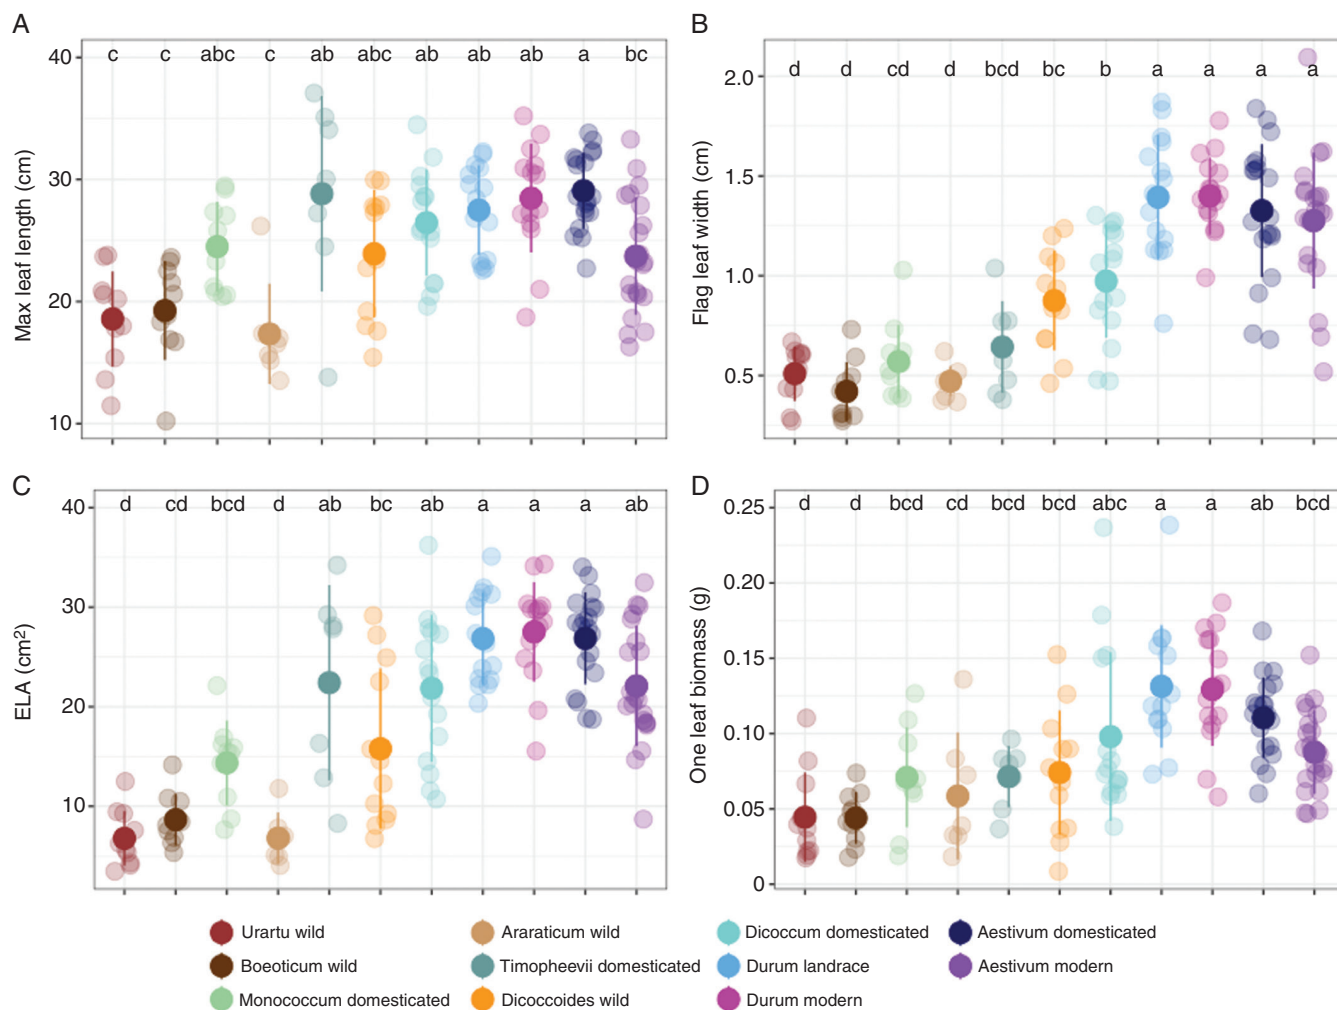 A
B
40
c
c
abc
c
ab
abc
ab
ab
ab
a
bc
30
20
10
Max leaf length (cm)
2.0
d
d
cd
d
bcd
bc
b
a
a
a
a
1.5
1.0
0.5
Flag leaf width (cm)
C
D
40
d
cd
bcd
d
ab
bc
ab
a
a
a
ab
30
20
10
ELA (cm²)
0.25
d
d
bcd
cd
bcd
bcd
abc
a
a
ab
bcd
0.20
0.15
0.10
0.05
0
One leaf biomass (g)
Urartu wild
Boeoticum wild
Monococcum domesticated
Araraticum wild
Timopheevii domesticated
Dicoccoides wild
Dicoccum domesticated
Durum landrace
Durum modern
Aestivum domesticated
Aestivum modern